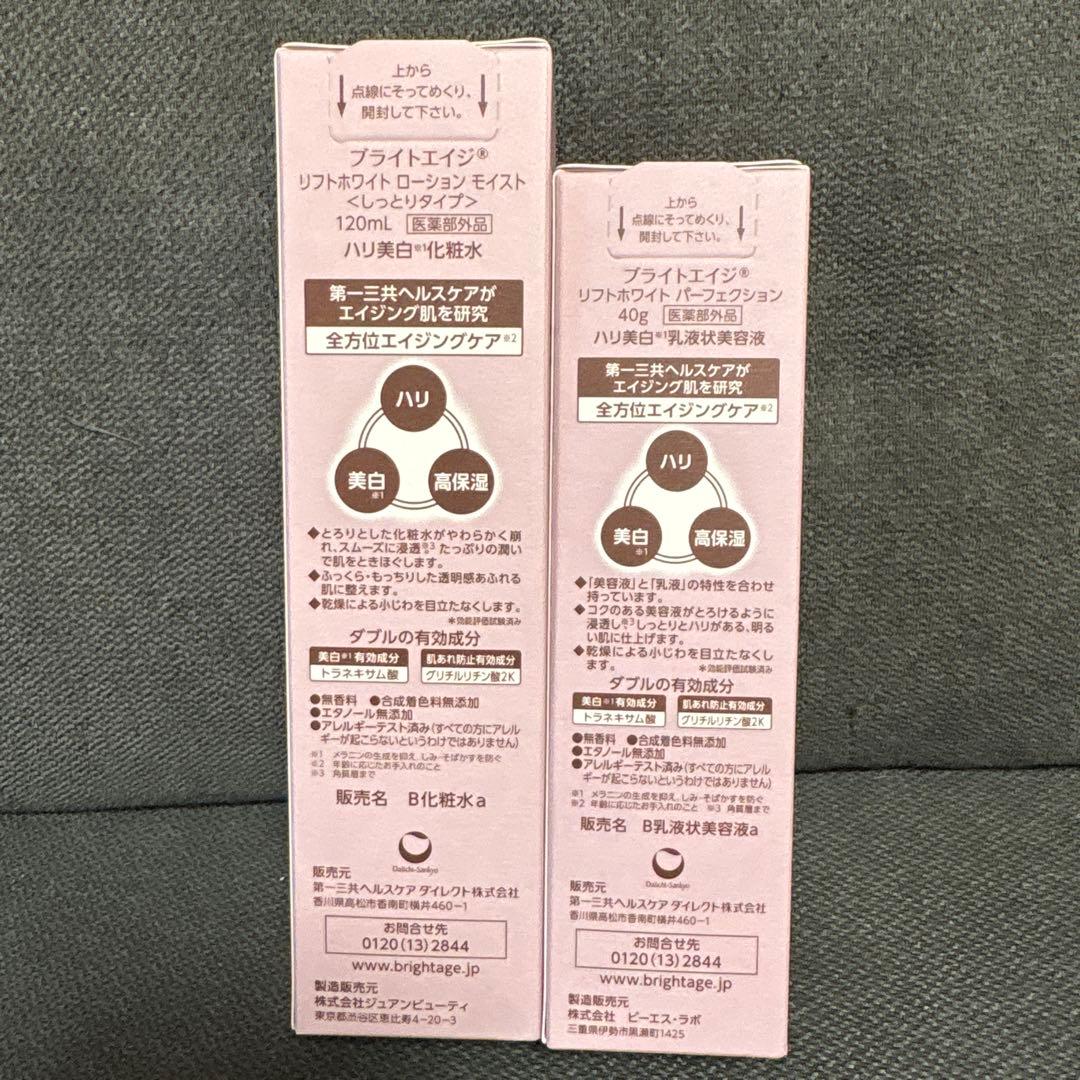 上から
点線にそってめくり、
開封して下さい。
ブライトエイジ®
リフトホワイト ローション モイスト
<しっとりタイプ>
120mL 医薬部外品
ハリ美白※1化粧水
第一三共ヘルスケアが
エイジング肌を研究
全方位エイジングケア※2
ハリ
美白※1
高保湿
◆とろりとした化粧水がやわらかく崩
れ、スムーズに浸透※3 たっぷりの潤い
で肌をときほぐします。
◆ふっくら・もっちりした透明感あふれる
肌に整えます。
◆乾燥による小じわを目立たなくします。
＊効能評価試験済み
ダブルの有効成分
美白※1有効成分
トラネキサム酸
肌あれ防止有効成分
グリチルリチン酸2K
●無香料 ●合成着色料無添加
●エタノール無添加
●アレルギーテスト済み(すべての方にアレル
ギーが起こらないというわけではありません)
※1 メラニンの生成を抑え、しみ・そばかすを防ぐ
※2 年齢に応じたお手入れのこと
※3 角質層まで
販売名 B化粧水a
Daiichi-Sankyo
販売元
第一三共ヘルスケア ダイレクト株式会社
香川県高松市香南町横井460-1
お問合せ先
0120(13)2844
www.brightage.jp
製造販売元
株式会社ジュアンビューティ
東京都渋谷区恵比寿4-20-3
上から
点線にそってめくり、
開封して下さい。
ブライトエイジ®
リフトホワイト パーフェクション
40g 医薬部外品
ハリ美白※1乳液状美容液
第一三共ヘルスケアが
エイジング肌を研究
全方位エイジングケア※2
ハリ
美白※1
高保湿
◆「美容液」と「乳液」の特性を合わせ
持っています。
◆コクのある美容液がとろけるように
浸透し※3しっとりとハリがある、明る
い肌に仕上げます。
◆乾燥による小じわを目立たなくし
ます。 ＊効能評価試験済み
ダブルの有効成分
美白※1有効成分
トラネキサム酸
肌あれ防止有効成分
グリチルリチン酸2K
●無香料 ●合成着色料無添加
●エタノール無添加
●アレルギーテスト済み(すべての方にアレル
ギーが起こらないというわけではありません)
※1 メラニンの生成を抑え、しみ・そばかすを防ぐ
※2 年齢に応じたお手入れのこと ※3 角質層まで
販売名 B乳液状美容液a
Daiichi-Sankyo
販売元
第一三共ヘルスケア ダイレクト株式会社
香川県高松市香南町横井460-1
お問合せ先
0120(13)2844
www.brightage.jp
製造販売元
株式会社 ピーエス・ラボ
三重県伊勢市黒瀬町1425